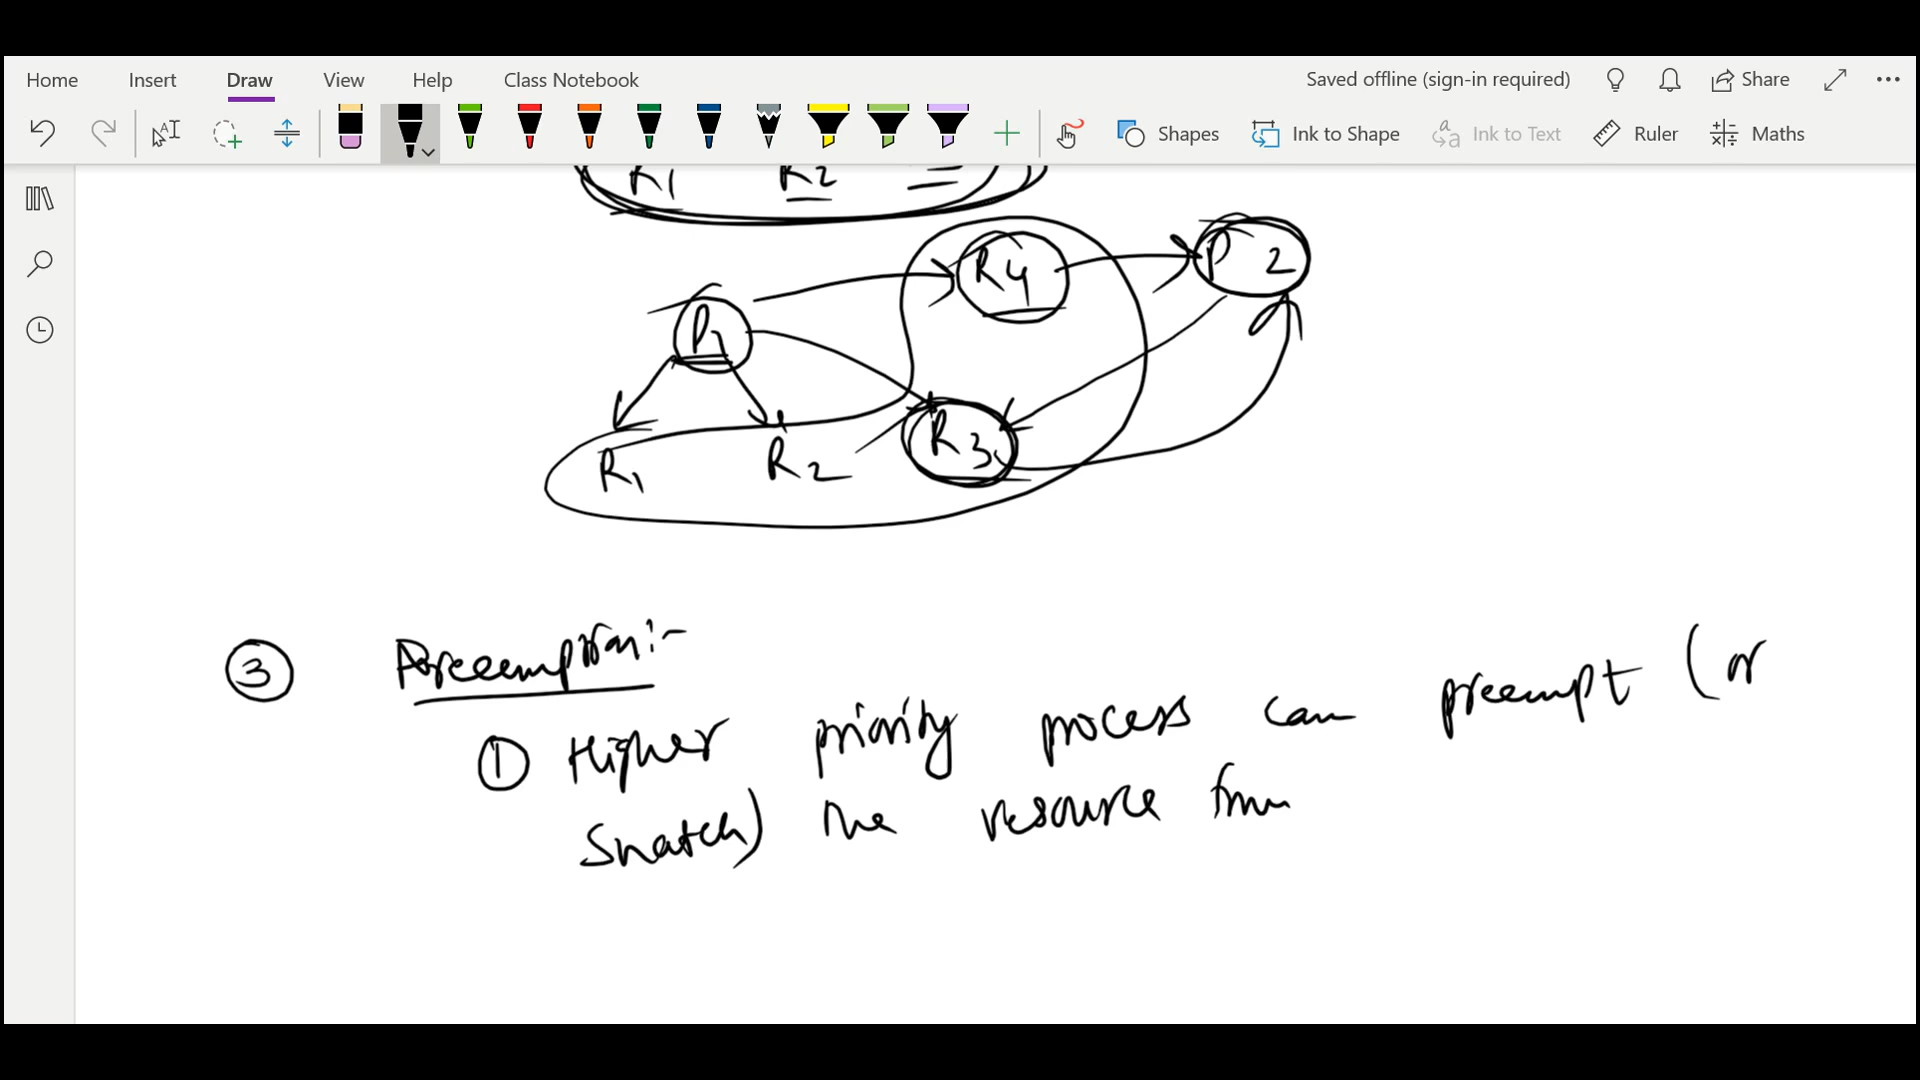 Home Insert Draw View Help Class Notebook Saved offline (sign-in required) Share
Shapes Ink to Shape Ink to Text Ruler Maths
R1 R2
R4 P2
P1
R1 R2 R3
3 Preemption:-
1 Higher priority process can preempt (or
snatch) the resource from